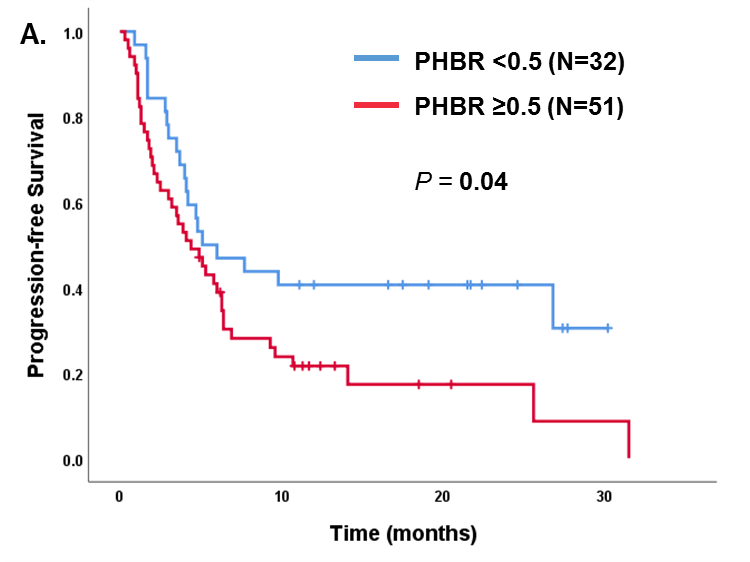 A.
PHBR <0.5 (N=32)
PHBR ≥0.5 (N=51)
P = 0.04
Progression-free Survival
1.0
0.8
0.6
0.4
0.2
0.0
0 10 20 30
Time (months)